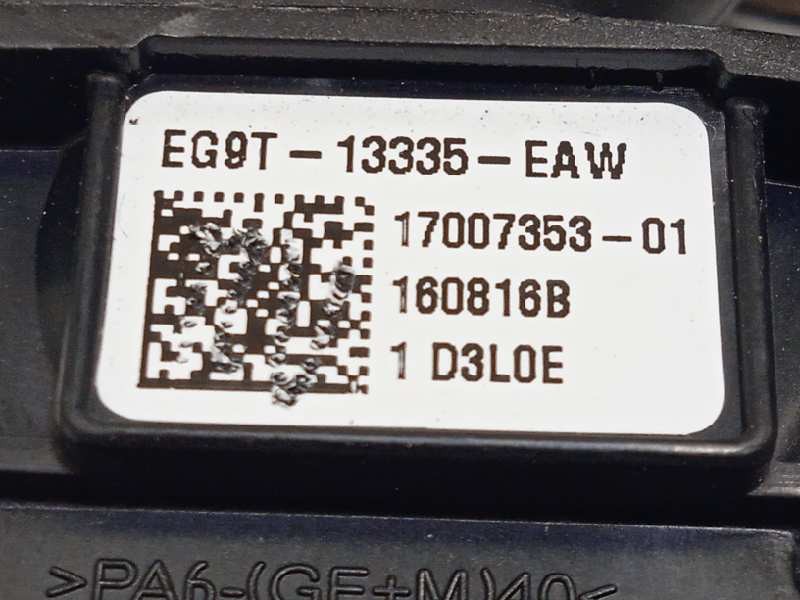 EG9T-13335-EAW
17007353-01
160816B
1 D3L0E
>PA6-(GF+M)40<